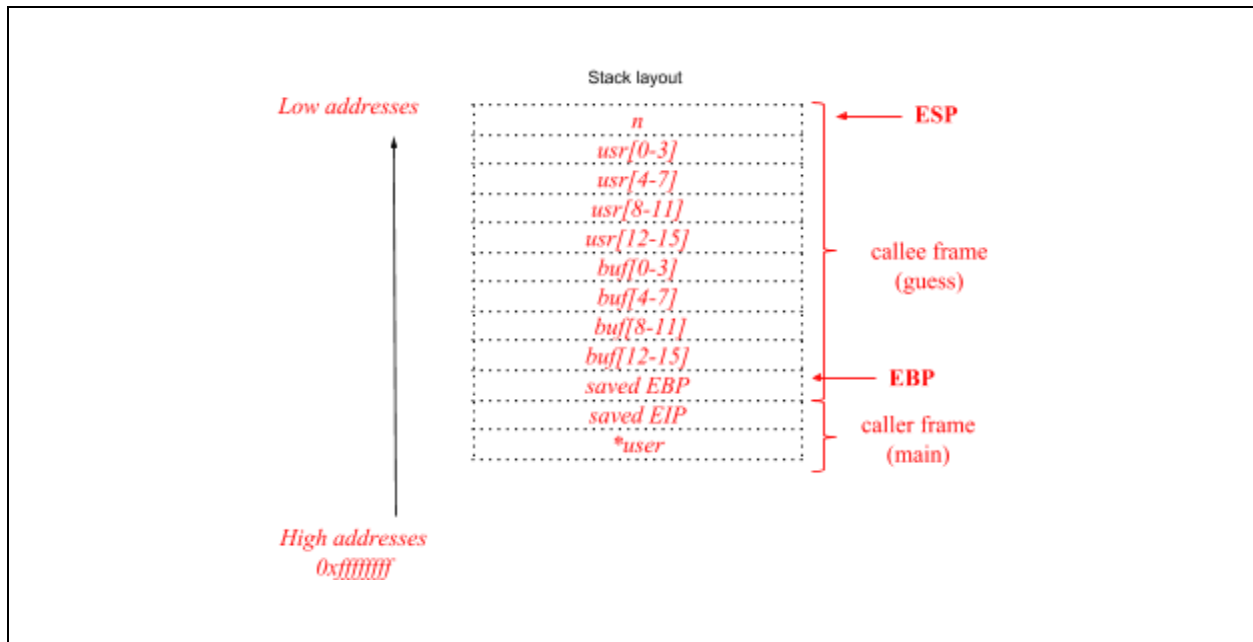 Stack layout
Low addresses
ESP
n
usr[0-3]
usr[4-7]
usr[8-11]
usr[12-15]
buf[0-3]
buf[4-7]
buf[8-11]
buf[12-15]
saved EBP
saved EIP
*user
callee frame
(guess)
EBP
caller frame
(main)
High addresses
0xffffffff